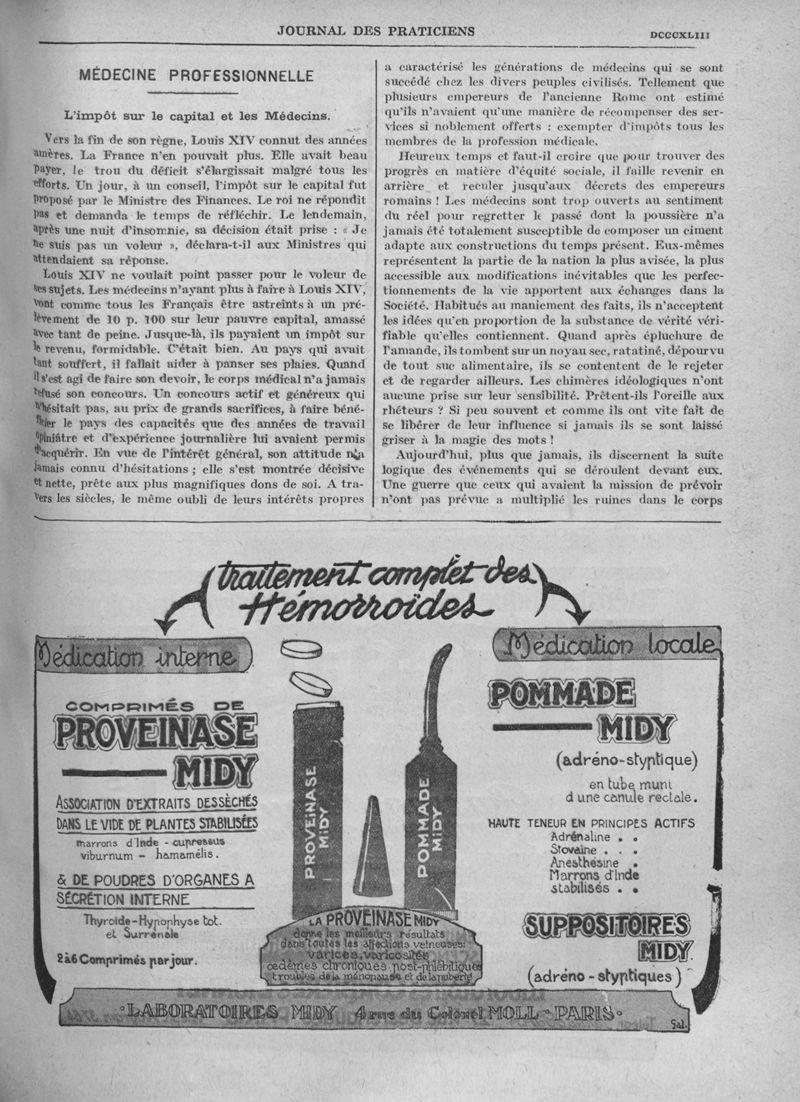 JOURNAL DES PRATICIENS
DCCCXLIII
MÉDECINE PROFESSIONNELLE
L'impôt sur le capital et les Médecins.
Vers la fin de son règne, Louis XIV connut des années
amères. La France n'en pouvait plus. Elle avait beau
payer, le trou du déficit s'élargissait malgré tous les
efforts. Un jour, à un conseil, l'impôt sur le capital fut
proposé par le Ministre des Finances. Le roi ne répondit
pas et demanda le temps de réfléchir. Le lendemain,
après une nuit d'insomnie, sa décision était prise : « Je
ne suis pas un voleur », déclara-t-il aux Ministres qui
attendaient sa réponse.
Louis XIV ne voulait point passer pour le voleur de
ses sujets. Les médecins n'ayant plus à faire à Louis XIV,
vont comme tous les Français être astreints à un pré-
lèvement de 10 p. 100 sur leur pauvre capital, amassé
avec tant de peine. Jusque-là, ils payaient un impôt sur
le revenu, formidable. C'était bien. Au pays qui avait
tant souffert, il fallait aider à panser ses plaies. Quand
il s'est agi de faire son devoir, le corps médical n'a jamais
refusé son concours. Un concours actif et généreux qui
n'hésitait pas, au prix de grands sacrifices, à faire béné-
ficier le pays des capacités que des années de travail
opiniâtre et d'expérience journalière lui avaient permis
d'acquérir. En vue de l'intérêt général, son attitude n'a
jamais connu d'hésitations ; elle s'est montrée décisive
et nette, prête aux plus magnifiques dons de soi. A tra-
vers les siècles, le même oubli de leurs intérêts propres
a caractérisé les générations de médecins qui se sont
succédé chez les divers peuples civilisés. Tellement que
plusieurs empereurs de l'ancienne Rome ont estimé
qu'ils n'avaient qu'une manière de récompenser des ser-
vices si noblement offerts : exempter d'impôts tous les
membres de la profession médicale.
Heureux temps et faut-il croire que pour trouver des
progrès en matière d'équité sociale, il faille revenir en
arrière et reculer jusqu'aux décrets des empereurs
romains ! Les médecins sont trop ouverts au sentiment
du réel pour regretter le passé dont la poussière n'a
jamais été totalement susceptible de composer un ciment
adapte aux constructions du temps présent. Eux-mêmes
représentent la partie de la nation la plus avisée, la plus
accessible aux modifications inévitables que les perfec-
tionnements de la vie apportent aux échanges dans la
Société. Habitués au maniement des faits, ils n'acceptent
les idées qu'en proportion de la substance de vérité véri-
fiable qu'elles contiennent. Quand après épluchure de
l'amande, ils tombent sur un noyau sec, ratatiné, dépourvu
de tout suc alimentaire, ils se contentent de le rejeter
et de regarder ailleurs. Les chimères idéologiques n'ont
aucune prise sur leur sensibilité. Prêtent-ils l'oreille aux
rhéteurs ? Si peu souvent et comme ils ont vite fait de
se libérer de leur influence si jamais ils se sont laissé
griser à la magie des mots !
Aujourd'hui, plus que jamais, ils discernent la suite
logique des événements qui se déroulent devant eux.
Une guerre que ceux qui avaient la mission de prévoir
n'ont pas prévue a multiplié les ruines dans le corps
traitement complèt des
Hémorroides
Médication interne
COMPRIMÉS DE
PROVEINASE
MIDY
ASSOCIATION D'EXTRAITS DESSÈCHÉS
DANS LE VIDE DE PLANTES STABILISÉES
marrons d'Inde - cupressus
viburnum - hamamélis.
& DE POUDRES D'ORGANES A
SÉCRÉTION INTERNE
Thyroïde-Hypophyse tot.
et Surrénale
2 à 6 Comprimés par jour.
PROVEINASE
MIDY
POMMADE
MIDY
LA PROVEINASE MIDY
donne les meilleurs résultats
dans toutes les affections veineuses:
varices, varicosités
œdèmes chroniques post-phlébitiques
troubles de la ménopause et de la puberté
Médication locale
POMMADE
MIDY
(adréno-styptique)
en tube muni
d'une canule rectale.
HAUTE TENEUR EN PRINCIPES ACTIFS
Adrénaline . .
Stovaïne . . .
Anesthésine .
Marrons d'Inde
stabilisés . .
SUPPOSITOIRES
MIDY
(adréno-styptiques)
LABORATOIRES MIDY 4 rue du Colonel MOLL - PARIS
Sal.